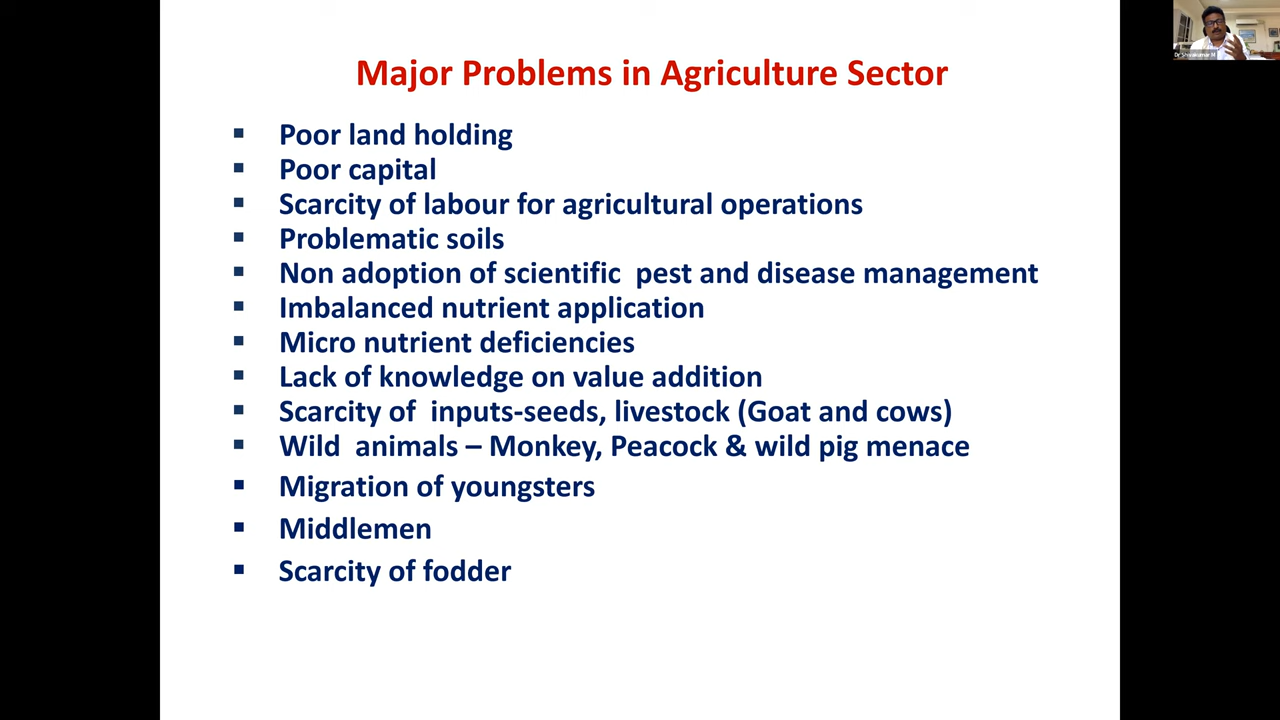 Major Problems in Agriculture Sector
▪ Poor land holding
▪ Poor capital
▪ Scarcity of labour for agricultural operations
▪ Problematic soils
▪ Non adoption of scientific pest and disease management
▪ Imbalanced nutrient application
▪ Micro nutrient deficiencies
▪ Lack of knowledge on value addition
▪ Scarcity of inputs-seeds, livestock (Goat and cows)
▪ Wild animals – Monkey, Peacock & wild pig menace
▪ Migration of youngsters
▪ Middlemen
▪ Scarcity of fodder